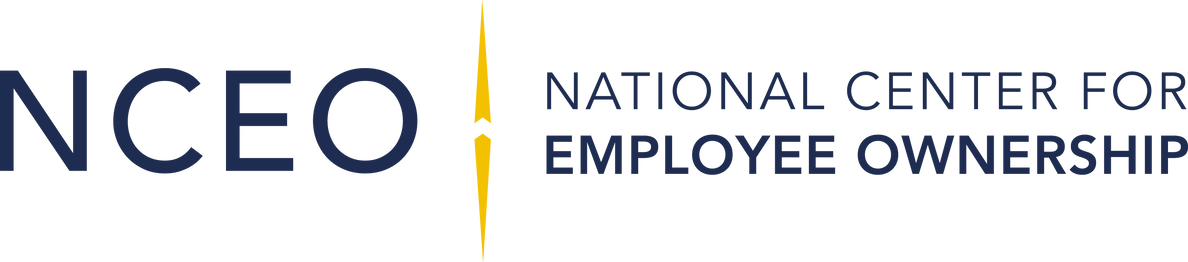 NCEO
NATIONAL CENTER FOR
EMPLOYEE OWNERSHIP